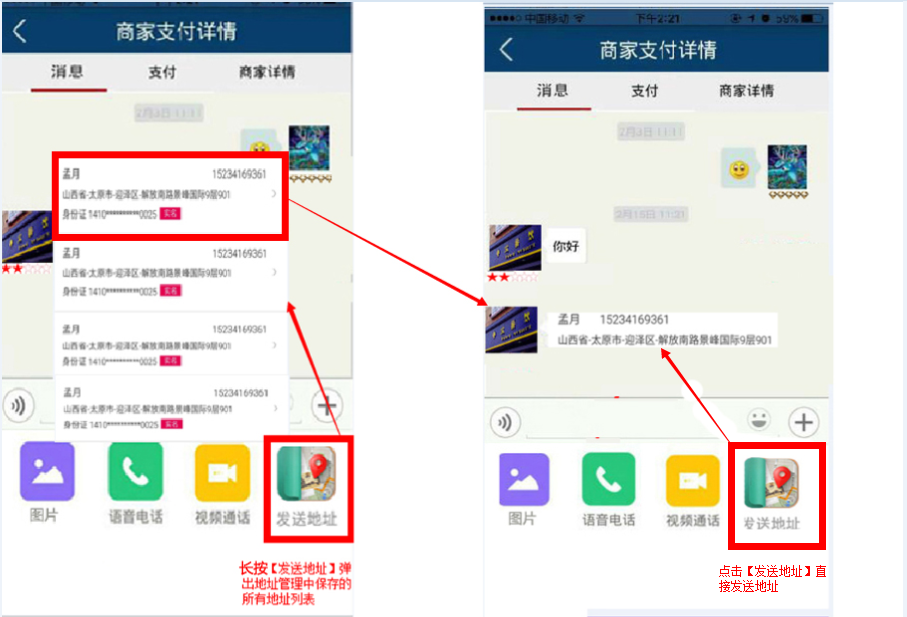 商家支付详情
消息 支付 商家详情
2月3日 11:11
孟月 15234169361
山西省-太原市-迎泽区-解放南路景峰国际9层901
身份证 1410**********0025 实名
孟月 15234169361
山西省-太原市-迎泽区-解放南路景峰国际9层901
身份证 1410**********0025 实名
孟月 15234169361
山西省-太原市-迎泽区-解放南路景峰国际9层901
身份证 1410**********0025 实名
孟月 15234169361
山西省-太原市-迎泽区-解放南路景峰国际9层901
身份证 1410**********0025 实名
图片 语音电话 视频通话 发送地址
长按【发送地址】弹
出地址管理中保存的
所有地址列表
中国移动 下午2:21 59%
商家支付详情
消息 支付 商家详情
2月3日 11:11
2月15日 11:31
你好
孟月 15234169361
山西省-太原市-迎泽区-解放南路景峰国际9层901
图片 语音电话 视频通话 发送地址
点击【发送地址】直
接发送地址